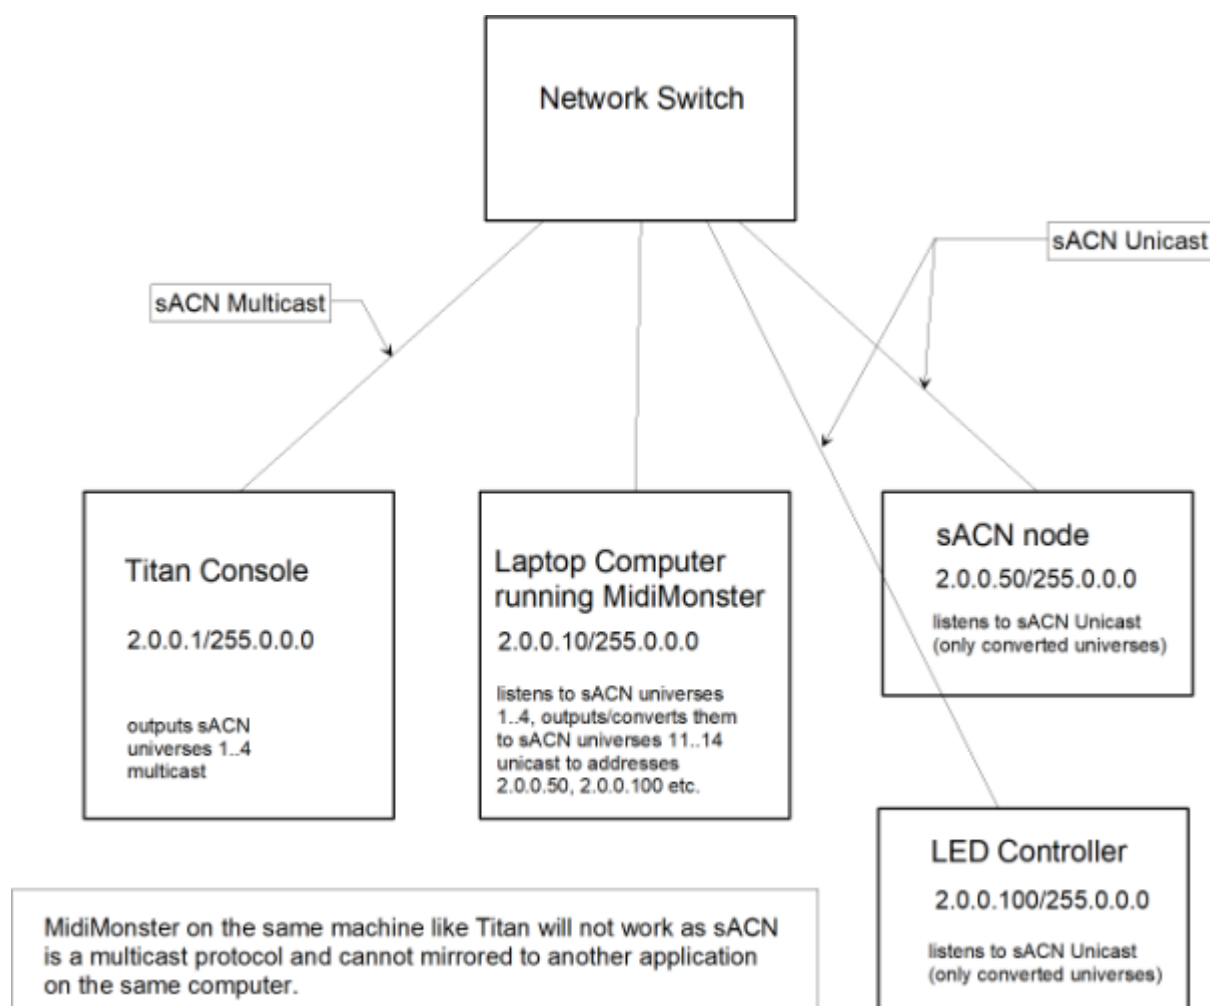 Network Switch
sACN Unicast
sACN Multicast
Titan Console
2.0.0.1/255.0.0.0
outputs sACN
universes 1..4
multicast
Laptop Computer
running MidiMonster
2.0.0.10/255.0.0.0
listens to sACN universes
1..4, outputs/converts them
to sACN universes 11..14
unicast to addresses
2.0.0.50, 2.0.0.100 etc.
sACN node
2.0.0.50/255.0.0.0
listens to sACN Unicast
(only converted universes)
LED Controller
2.0.0.100/255.0.0.0
listens to sACN Unicast
(only converted universes)
MidiMonster on the same machine like Titan will not work as sACN
is a multicast protocol and cannot mirrored to another application
on the same computer.